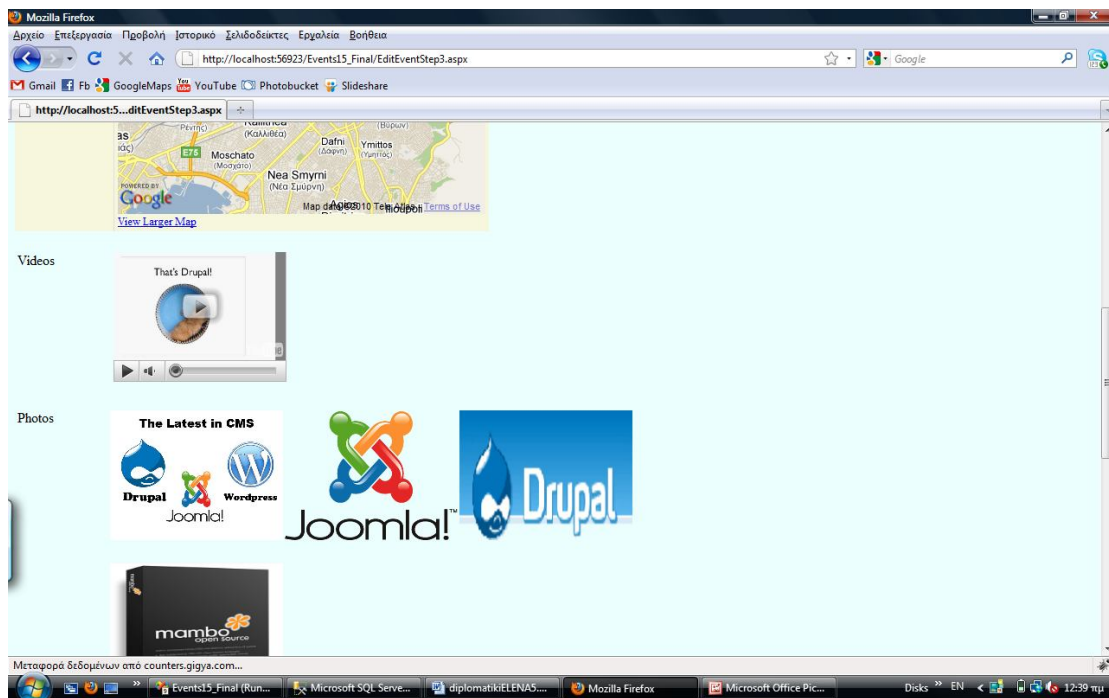 Mozilla Firefox
Αρχείο Επεξεργασία Προβολή Ιστορικό Σελιδοδείκτες Εργαλεία Βοήθεια
http://localhost:56923/Events15_Final/EditEventStep3.aspx
Google
Gmail Fb GoogleMaps YouTube Photobucket Slideshare
http://localhost:5...ditEventStep3.aspx
Dafni
(Δάφνη)
Ymittos
(Υμηττός)
(Καλλιθέα)
(Βύρων)
E75
Moschato
(Μοσχάτο)
Nea Smyrni
(Νέα Σμύρνη)
POWERED BY
Google
Terms of Use
View Larger Map
Videos
That's Drupal!
Photos
The Latest in CMS
Drupal
Wordpress
Joomla!
Joomla!™
Drupal
mambo
open source
Μεταφορά δεδομένων από counters.gigya.com...
Events15_Final (Run...
Microsoft SQL Serve...
diplomatikiELENA5....
Mozilla Firefox
Microsoft Office Pic...
Disks
EN
12:39 πμ